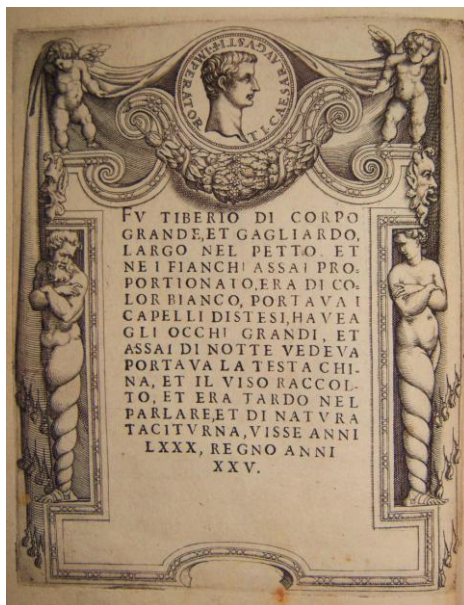 TI. CAESAR AVGVSTI F. IMPERATOR
FV TIBERIO DI CORPO
GRANDE, ET GAGLIARDO,
LARGO NEL PETTO. ET
NE I FIANCHI ASSAI PRO=
PORTIONATO, ERA DI CO=
LOR BIANCO, PORTAVA I
CAPELLI DISTESI, HAVEA
GLI OCCHI GRANDI, ET
ASSAI DI NOTTE VEDEVA
PORTAVA LA TESTA CHI=
NA, ET IL VISO RACCOL=
TO, ET ERA TARDO NEL
PARLARE, ET DI NATVRA
TACITVRNA, VISSE ANNI
LXXX, REGNO ANNI
XXV.